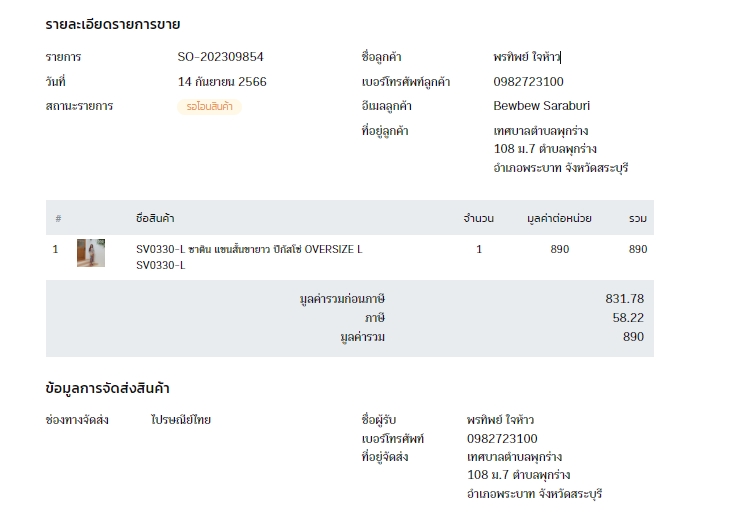 รายละเอียดรายการขาย
รายการ SO-202309854 ชื่อลูกค้า พรทิพย์ ใจห้าว
วันที่ 14 กันยายน 2566 เบอร์โทรศัพท์ลูกค้า 0982723100
สถานะรายการ รอโอนสินค้า อีเมลลูกค้า Bewbew Saraburi
ที่อยู่ลูกค้า เทศบาลตำบลพุกร่าง
108 ม.7 ตำบลพุกร่าง
อำเภอพระบาท จังหวัดสระบุรี
# ชื่อสินค้า จำนวน มูลค่าต่อหน่วย รวม
1 SV0330-L ซาติน แขนสั้นขายาว ปีกัสโซ่ OVERSIZE L 1 890 890
SV0330-L
มูลค่ารวมก่อนภาษี 831.78
ภาษี 58.22
มูลค่ารวม 890
ข้อมูลการจัดส่งสินค้า
ช่องทางจัดส่ง ไปรษณีย์ไทย ชื่อผู้รับ พรทิพย์ ใจห้าว
เบอร์โทรศัพท์ 0982723100
ที่อยู่จัดส่ง เทศบาลตำบลพุกร่าง
108 ม.7 ตำบลพุกร่าง
อำเภอพระบาท จังหวัดสระบุรี